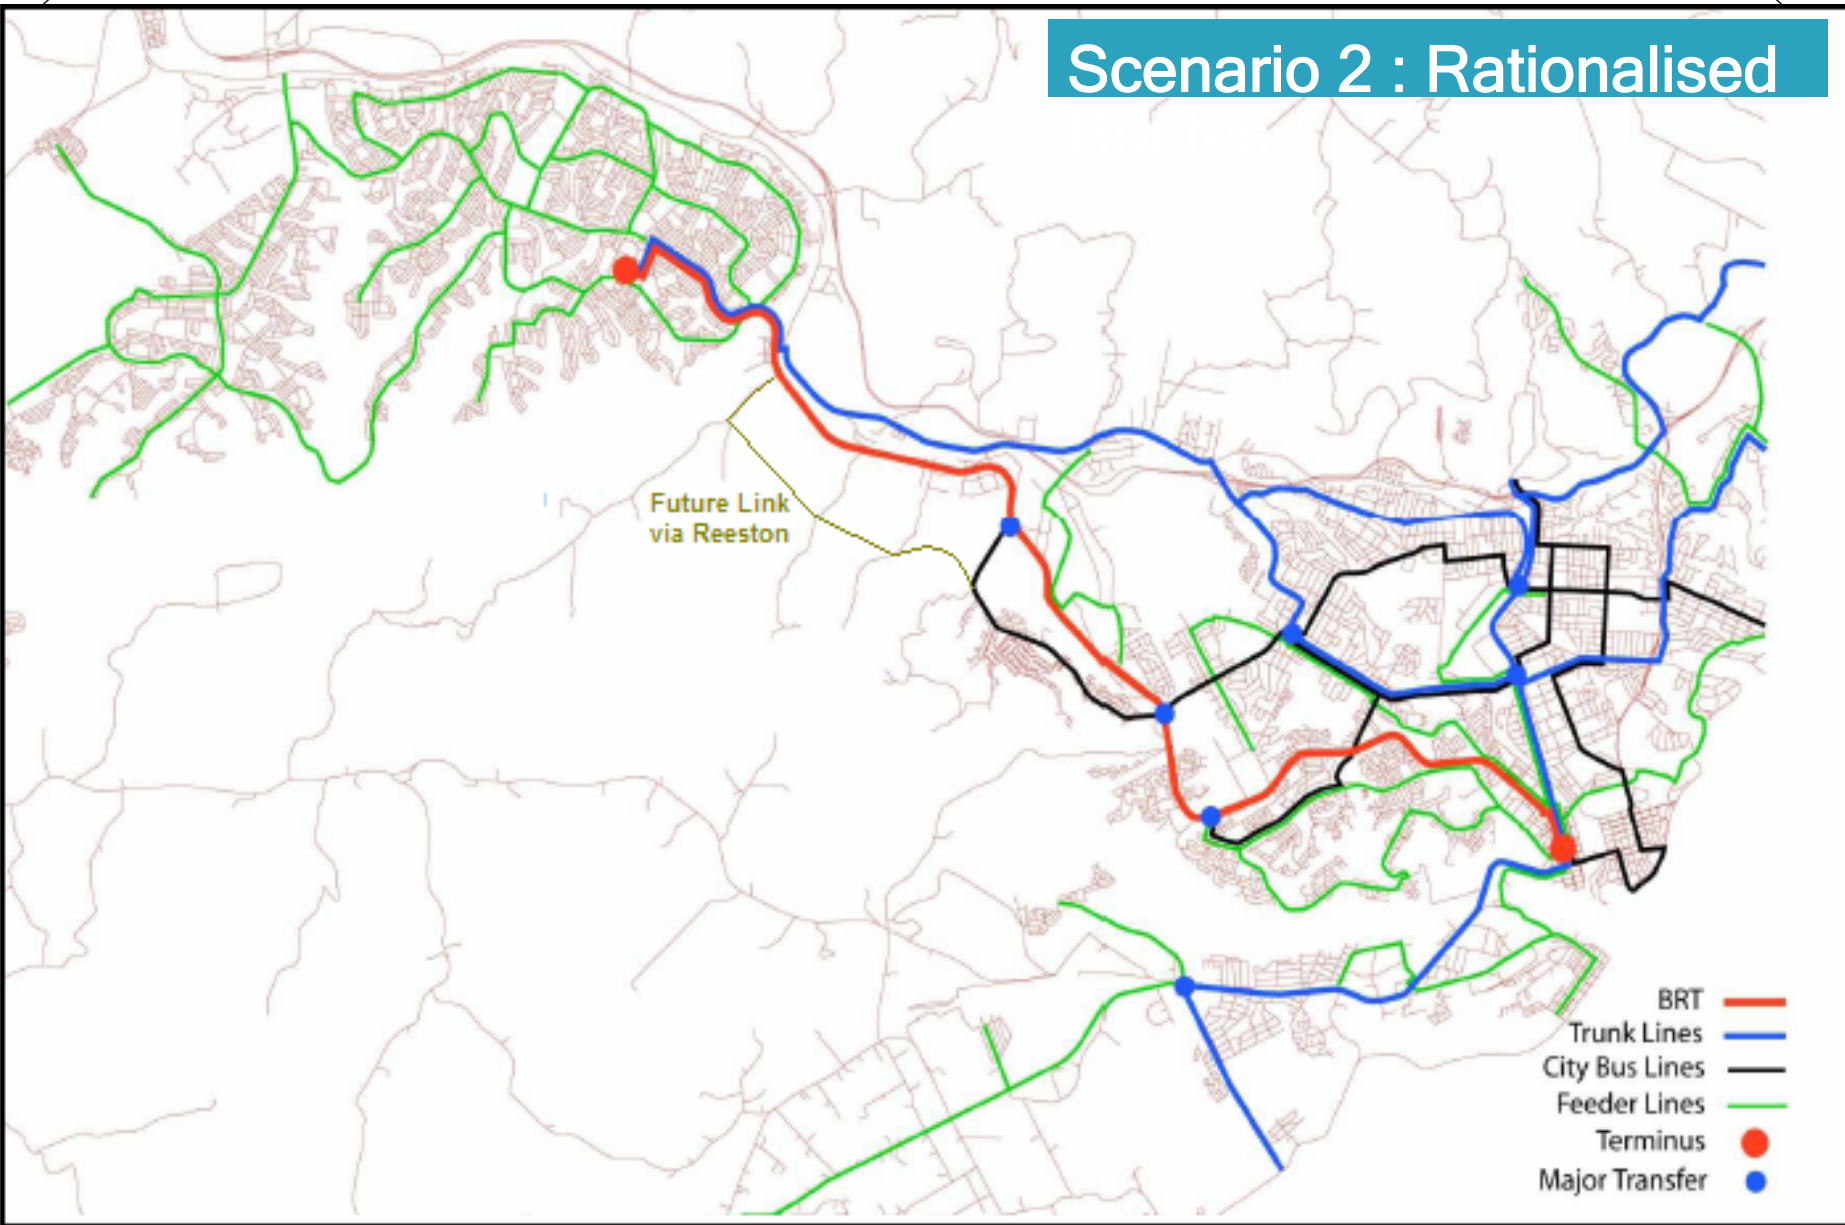 Scenario 2 : Rationalised
Future Link
via Reeston
BRT
Trunk Lines
City Bus Lines
Feeder Lines
Terminus
Major Transfer